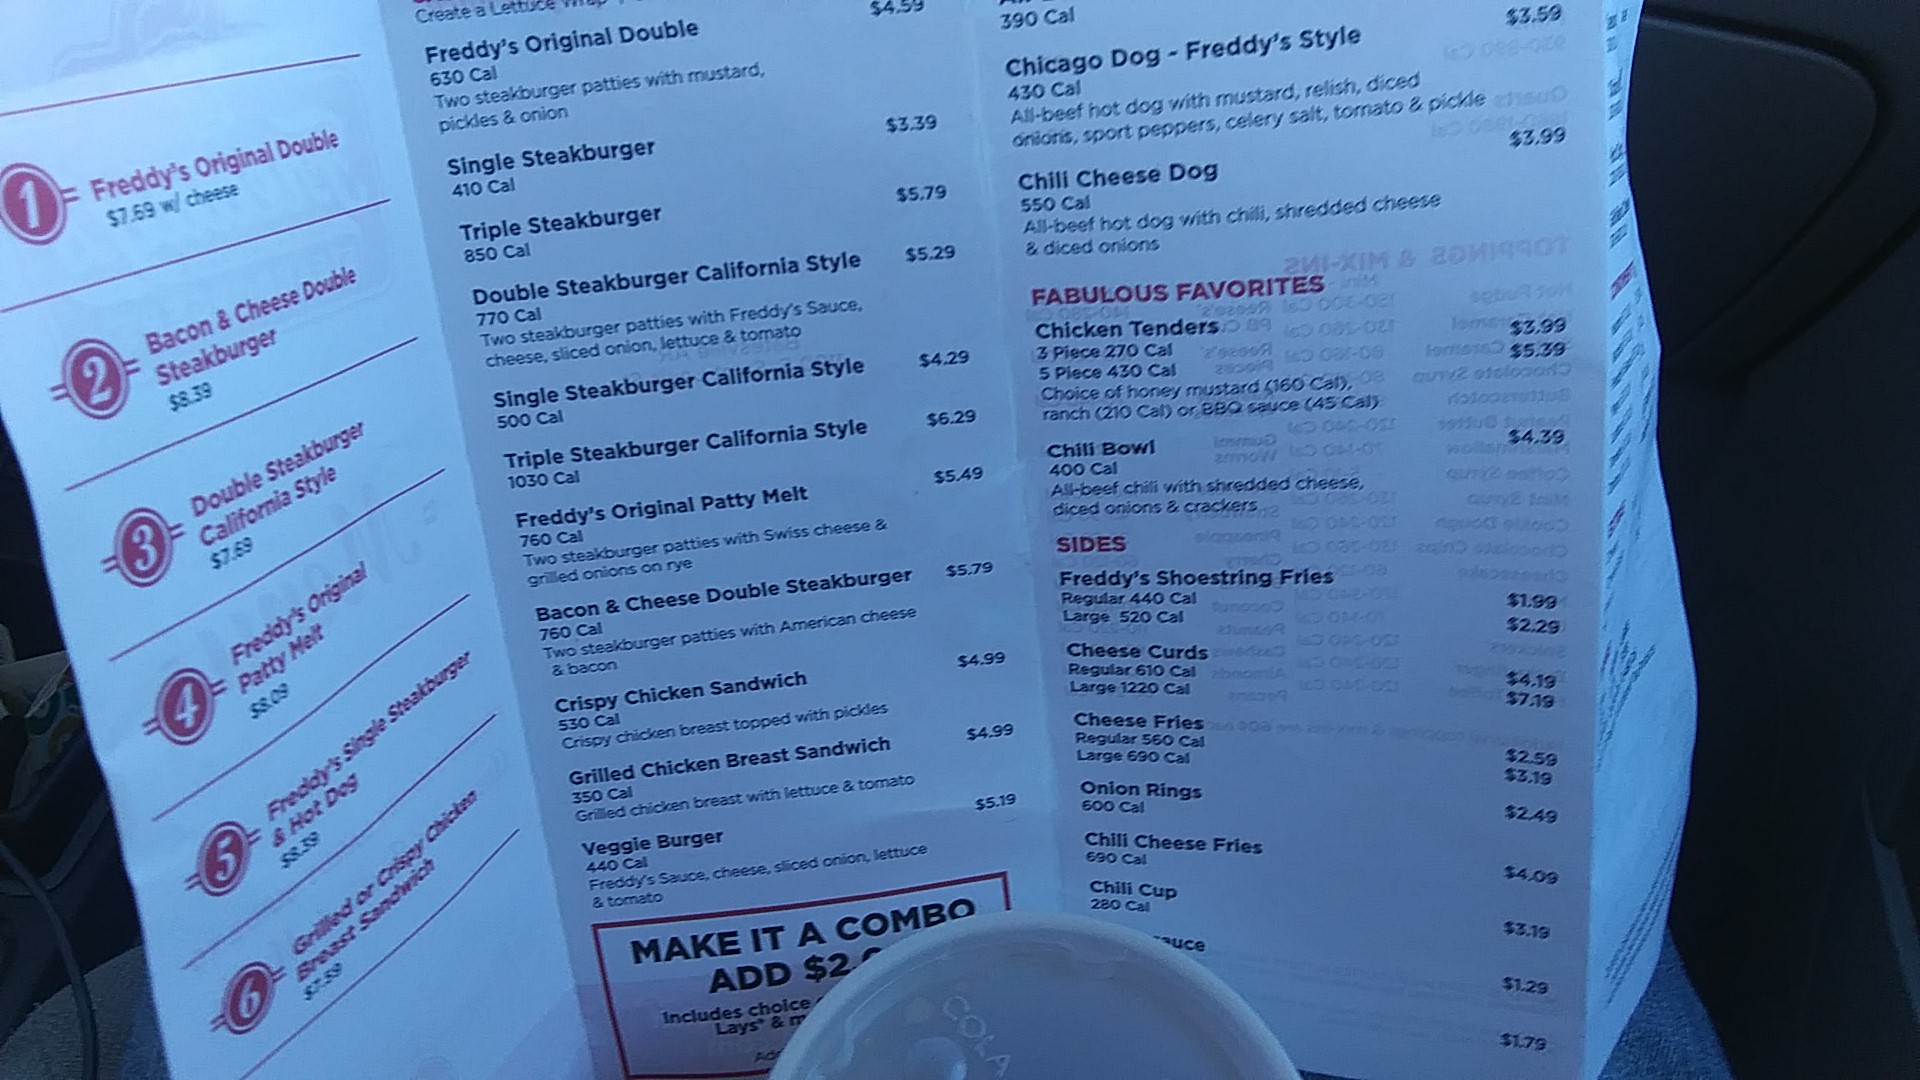 1
Freddy's Original Double
$7.69 w/ cheese
2
Bacon & Cheese Double
Steakburger
$8.39
3
Double Steakburger
California Style
$7.69
4
Freddy's Original
Patty Melt
$8.09
5
Freddy's Single Steakburger
& Hot Dog
$8.39
6
Grilled or Crispy Chicken
Breast Sandwich
$7.59
Create a Lettuce Wrap
Freddy's Original Double $4.59
630 Cal
Two steakburger patties with mustard,
pickles & onion
Single Steakburger $3.39
410 Cal
Triple Steakburger $5.79
850 Cal
Double Steakburger California Style $5.29
770 Cal
Two steakburger patties with Freddy's Sauce,
cheese, sliced onion, lettuce & tomato
Single Steakburger California Style $4.29
500 Cal
Triple Steakburger California Style $6.29
1030 Cal
Freddy's Original Patty Melt $5.49
760 Cal
Two steakburger patties with Swiss cheese &
grilled onions on rye
Bacon & Cheese Double Steakburger $5.79
760 Cal
Two steakburger patties with American cheese
& bacon
Crispy Chicken Sandwich $4.99
530 Cal
Crispy chicken breast topped with pickles
Grilled Chicken Breast Sandwich $4.99
350 Cal
Grilled chicken breast with lettuce & tomato
Veggie Burger $5.19
440 Cal
Freddy's Sauce, cheese, sliced onion, lettuce
& tomato
MAKE IT A COMBO
ADD $2.
Includes choice
Lays® & m
Add
390 Cal
Chicago Dog - Freddy's Style $3.59
430 Cal
All-beef hot dog with mustard, relish, diced
onions, sport peppers, celery salt, tomato & pickle
Chili Cheese Dog $3.99
550 Cal
All-beef hot dog with chili, shredded cheese
& diced onions
FABULOUS FAVORITES
Chicken Tenders
3 Piece 270 Cal $3.99
5 Piece 430 Cal $5.39
Choice of honey mustard (160 Cal),
ranch (210 Cal) or BBQ sauce (45 Cal)
Chili Bowl $4.39
400 Cal
All-beef chili with shredded cheese,
diced onions & crackers
SIDES
Freddy's Shoestring Fries
Regular 440 Cal $1.99
Large 520 Cal $2.29
Cheese Curds
Regular 610 Cal $4.19
Large 1220 Cal $7.19
Cheese Fries
Regular 560 Cal $2.59
Large 690 Cal $3.19
Onion Rings $2.49
600 Cal
Chili Cheese Fries $4.09
690 Cal
Chili Cup $3.19
280 Cal
auce $1.29
$1.79
COLA